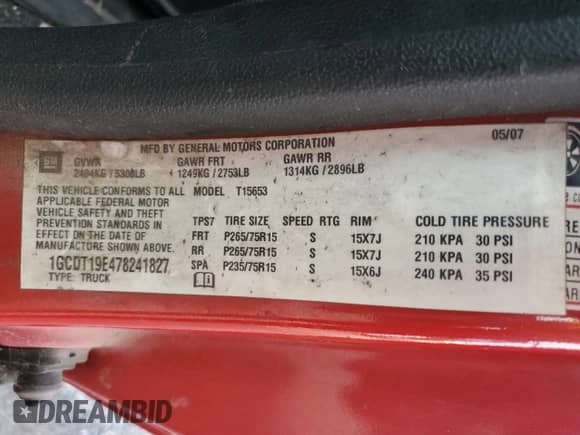 MFD BY GENERAL MOTORS CORPORATION 05/07
GM GVWR GAWR FRT GAWR RR
2404KG / 5300LB 1249KG / 2753LB 1314KG / 2896LB
THIS VEHICLE CONFORMS TO ALL MODEL T15653
APPLICABLE FEDERAL MOTOR
VEHICLE SAFETY AND THEFT
PREVENTION STANDARDS IN
EFFECT ON THE DATE OF
MANUFACTURE SHOWN ABOVE.
1GCDT19E478241827
TYPE: TRUCK
TPS7 TIRE SIZE SPEED RTG RIM COLD TIRE PRESSURE
FRT P265/75R15 S 15X7J 210 KPA 30 PSI
RR P265/75R15 S 15X7J 210 KPA 30 PSI
SPA P235/75R15 S 15X6J 240 KPA 35 PSI
DREAMBID